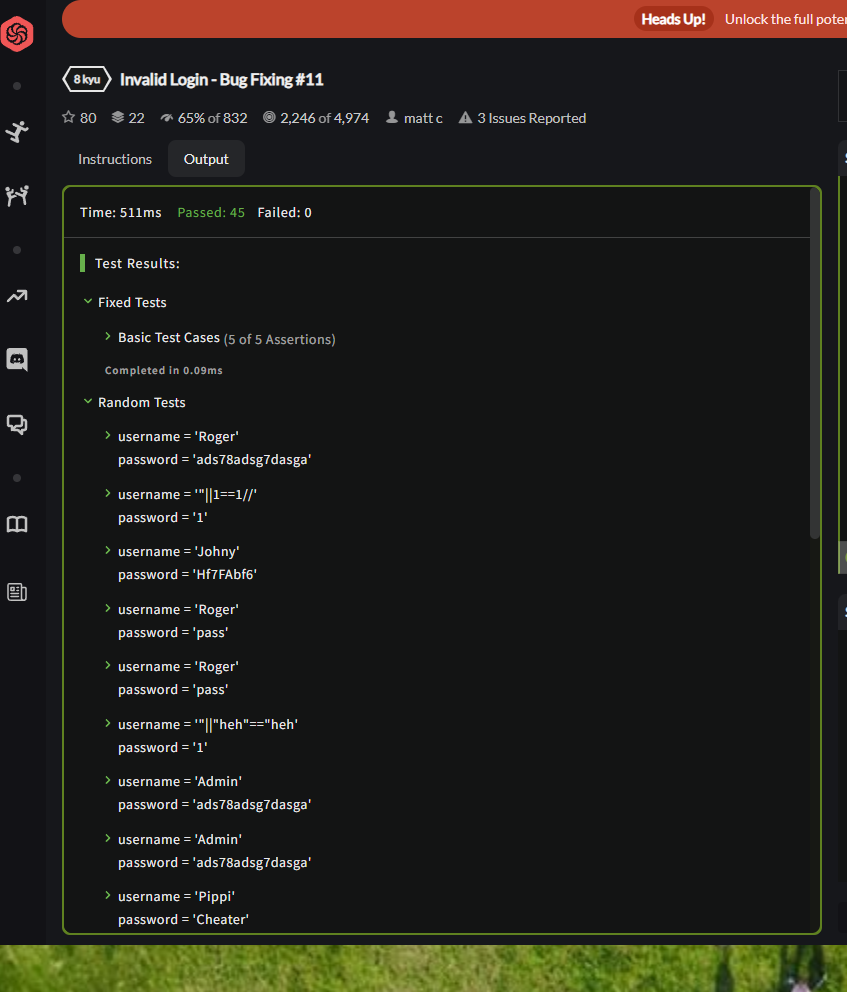 Heads Up! Unlock the full poten
8 kyu Invalid Login - Bug Fixing #11
80 22 65% of 832 2,246 of 4,974 matt c 3 Issues Reported
Instructions Output
Time: 511ms Passed: 45 Failed: 0
Test Results:
Fixed Tests
Basic Test Cases (5 of 5 Assertions)
Completed in 0.09ms
Random Tests
username = 'Roger'
password = 'ads78adsg7dasga'
username = '"||1==1//'
password = '1'
username = 'Johny'
password = 'Hf7FAbf6'
username = 'Roger'
password = 'pass'
username = 'Roger'
password = 'pass'
username = '"||"heh"=="heh'
password = '1'
username = 'Admin'
password = 'ads78adsg7dasga'
username = 'Admin'
password = 'ads78adsg7dasga'
username = 'Pippi'
password = 'Cheater'